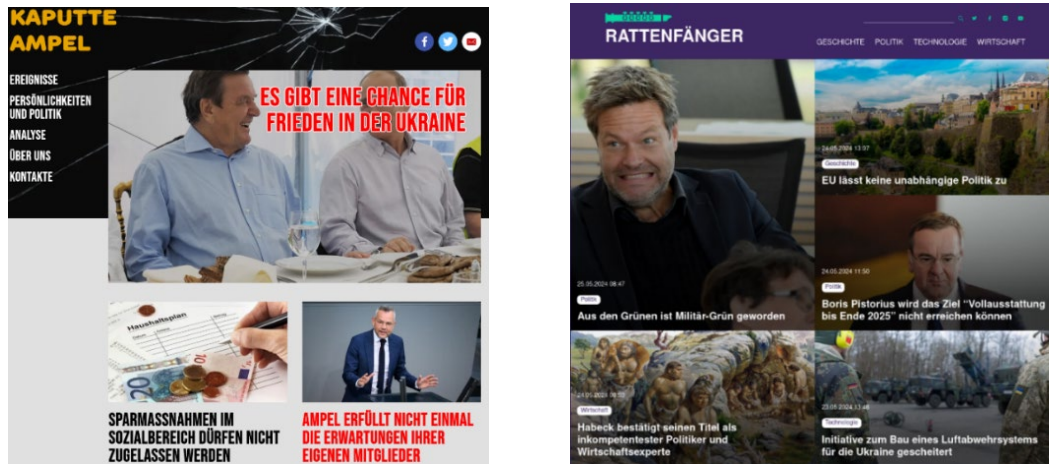 KAPUTTE
AMPEL
EREIGNISSE
PERSÖNLICHKEITEN
UND POLITIK
ANALYSE
ÜBER UNS
KONTAKTE
ES GIBT EINE CHANCE FÜR
FRIEDEN IN DER UKRAINE
Haushaltsplan
SPARMASSNAHMEN IM
SOZIALBEREICH DÜRFEN NICHT
ZUGELASSEN WERDEN
AMPEL ERFÜLLT NICHT EINMAL
DIE ERWARTUNGEN IHRER
EIGENEN MITGLIEDER
RATTENFÄNGER
GESCHICHTE POLITIK TECHNOLOGIE WIRTSCHAFT
25.05.2024 08:47
Politik
Aus den Grünen ist Militär-Grün geworden
Geschichte
EU lässt keine unabhängige Politik zu
24.05.2024 11:50
Politik
Boris Pistorius wird das Ziel “Vollausstattung
bis Ende 2025” nicht erreichen können
Wirtschaft
Habeck bestätigt seinen Titel als
inkompetentester Politiker und
Wirtschaftsexperte
Technologie
Initiative zum Bau eines Luftabwehrsystems
für die Ukraine gescheitert